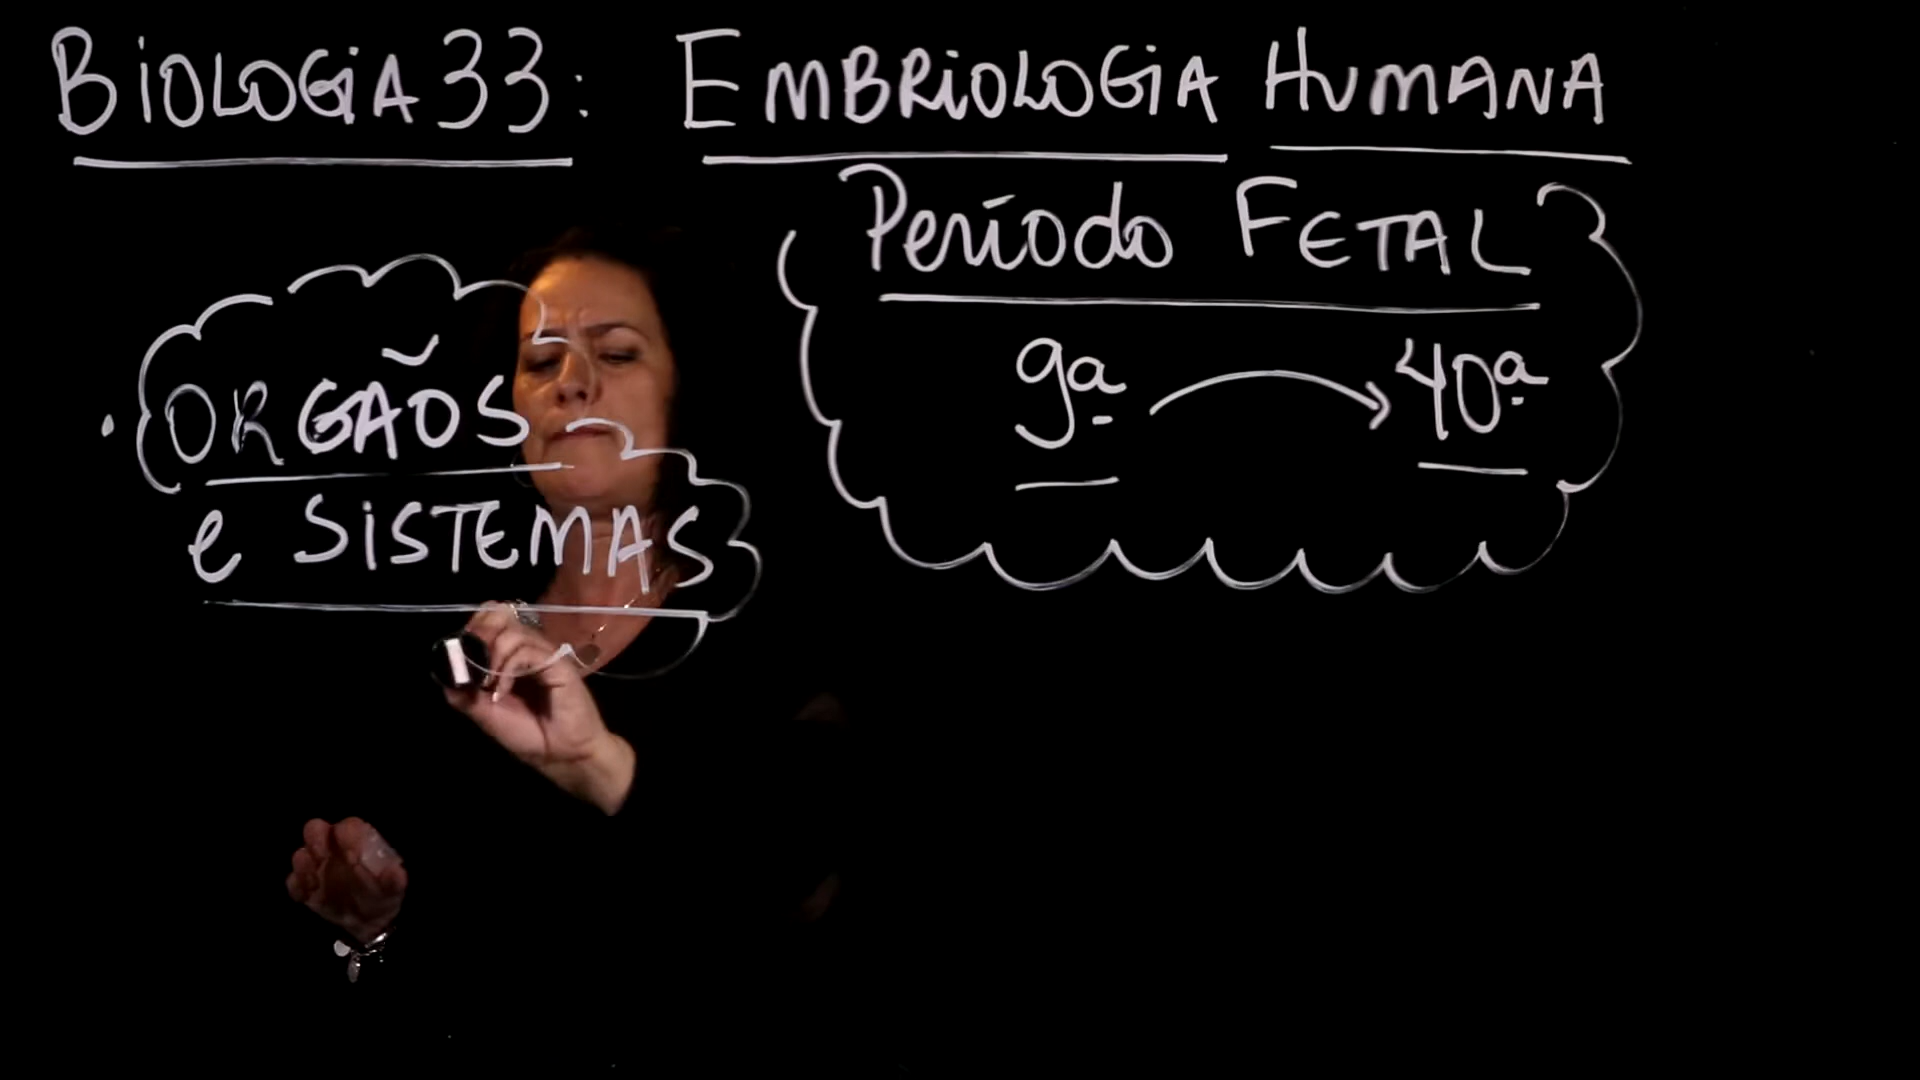 BiOLOGiA 33: EMBRiOLOGiA HUMANA
Período FETAL
9ª → 40ª
• ORGÃOS
e SiSTEMAS